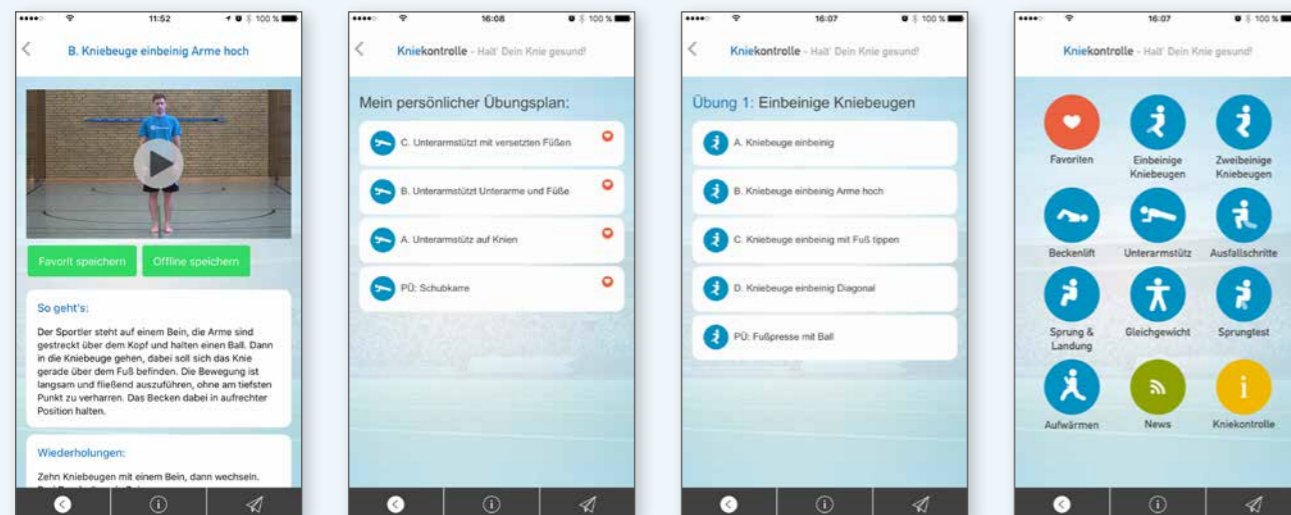 11:52
100 %
B. Kniebeuge einbeinig Arme hoch
Favorit speichern
Offline speichern
So geht's:
Der Sportler steht auf einem Bein, die Arme sind
gestreckt über dem Kopf und halten einen Ball. Dann
in die Kniebeuge gehen, dabei soll sich das Knie
gerade über dem Fuß befinden. Die Bewegung ist
langsam und fließend auszuführen, ohne am tiefsten
Punkt zu verharren. Das Becken dabei in aufrechter
Position halten.
Wiederholungen:
Zehn Kniebeugen mit einem Bein, dann wechseln.
16:08
100 %
Kniekontrolle - Halt' Dein Knie gesund!
Mein persönlicher Übungsplan:
C. Unterarmstützt mit versetzten Füßen
B. Unterarmstützt Unterarme und Füße
A. Unterarmstütz auf Knien
PÜ: Schubkarre
16:07
100 %
Kniekontrolle - Halt' Dein Knie gesund!
Übung 1: Einbeinige Kniebeugen
A. Kniebeuge einbeinig
B. Kniebeuge einbeinig Arme hoch
C. Kniebeuge einbeinig mit Fuß tippen
D. Kniebeuge einbeinig Diagonal
PÜ: Fußpresse mit Ball
16:07
100 %
Kniekontrolle - Halt' Dein Knie gesund!
Favoriten
Einbeinige
Kniebeugen
Zweibeinige
Kniebeugen
Beckenlift
Unterarmstütz
Ausfallschritte
Sprung &
Landung
Gleichgewicht
Sprungtest
Aufwärmen
News
Kniekontrolle